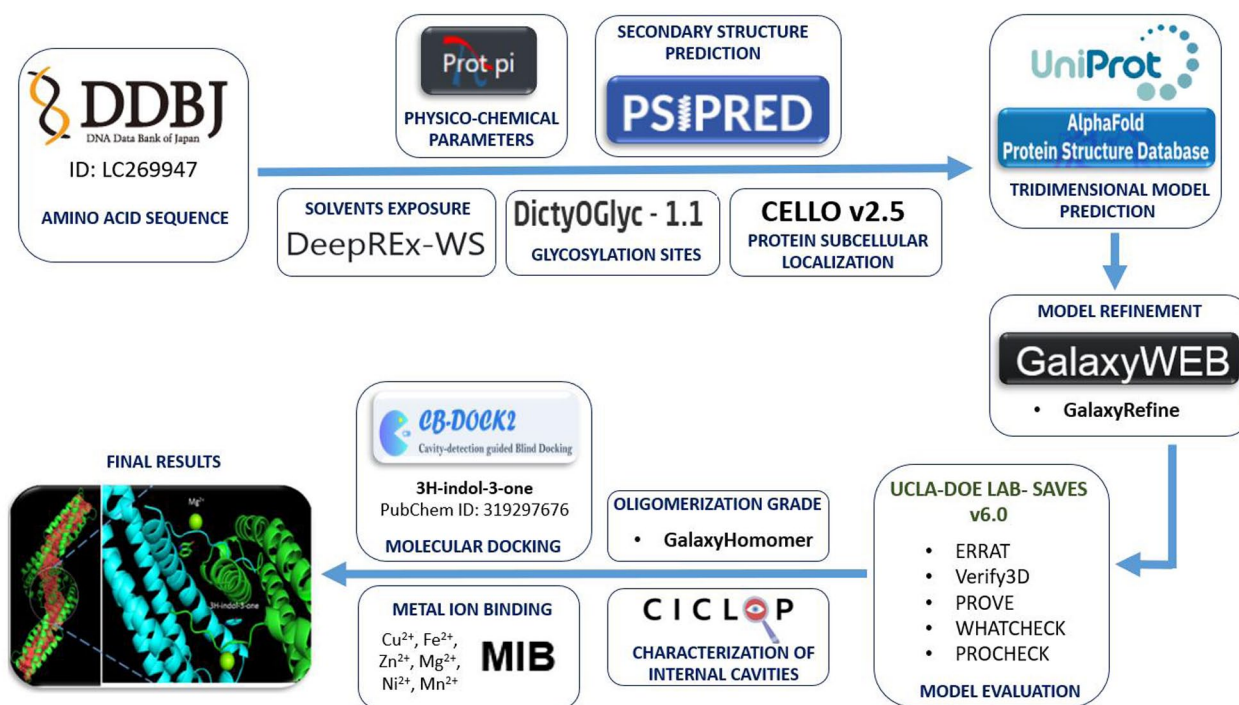 DDBJ
DNA Data Bank of Japan
ID: LC269947
AMINO ACID SEQUENCE
Prot pi
PHYSICO-CHEMICAL
PARAMETERS
SECONDARY STRUCTURE
PREDICTION
PSIPRED
SOLVENTS EXPOSURE
DeepREx-WS
DictyOGlyc - 1.1
GLYCOSYLATION SITES
CELLO v2.5
PROTEIN SUBCELLULAR
LOCALIZATION
UniProt
AlphaFold
Protein Structure Database
TRIDIMENSIONAL MODEL
PREDICTION
MODEL REFINEMENT
GalaxyWEB
• GalaxyRefine
UCLA-DOE LAB- SAVES
v6.0
• ERRAT
• Verify3D
• PROVE
• WHATCHECK
• PROCHECK
MODEL EVALUATION
OLIGOMERIZATION GRADE
• GalaxyHomomer
CICLOP
CHARACTERIZATION OF
INTERNAL CAVITIES
CB-DOCK2
Cavity-detection guided Blind Docking
3H-indol-3-one
PubChem ID: 319297676
MOLECULAR DOCKING
METAL ION BINDING
Cu²⁺, Fe²⁺,
Zn²⁺, Mg²⁺,
Ni²⁺, Mn²⁺
MIB
FINAL RESULTS
Mg²⁺
3H-indol-3-one